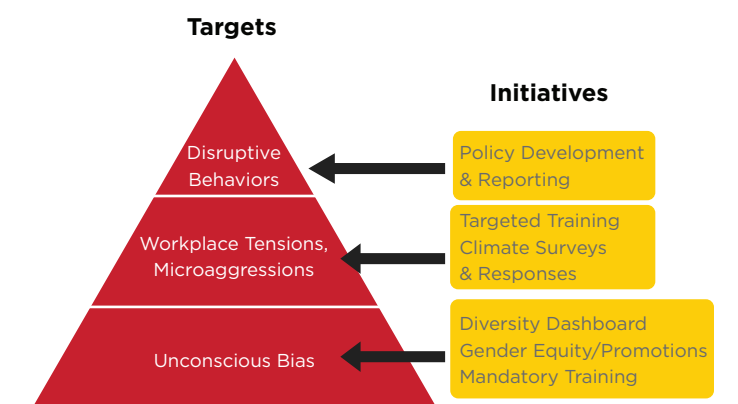 Targets
Initiatives
Disruptive
Behaviors
Policy Development
& Reporting
Workplace Tensions,
Microaggressions
Targeted Training
Climate Surveys
& Responses
Unconscious Bias
Diversity Dashboard
Gender Equity/Promotions
Mandatory Training